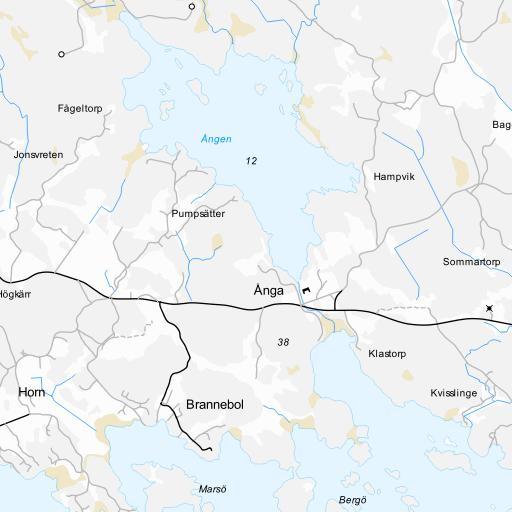 Fågeltorp
Ången
Bag
Jonsvreten
12
Hampvik
Pumpsätter
Sommartorp
Högkärr
Ånga
38
Klastorp
Horn
Kvisslinge
Brannebol
Marsö
Bergö